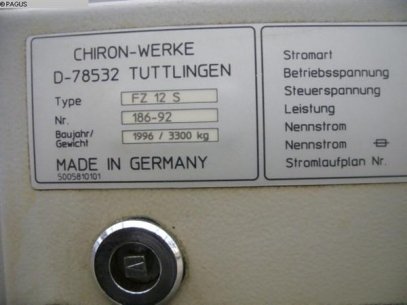 © PAGUS
CHIRON-WERKE
D-78532 TUTTLINGEN
Type FZ 12 S
Nr. 186-92
Baujahr/
Gewicht 1996 / 3300 kg
MADE IN GERMANY
5005810101
Stromart
Betriebsspannung
Steuerspannung
Leistung
Nennstrom
Nennstrom
Stromlaufplan Nr.